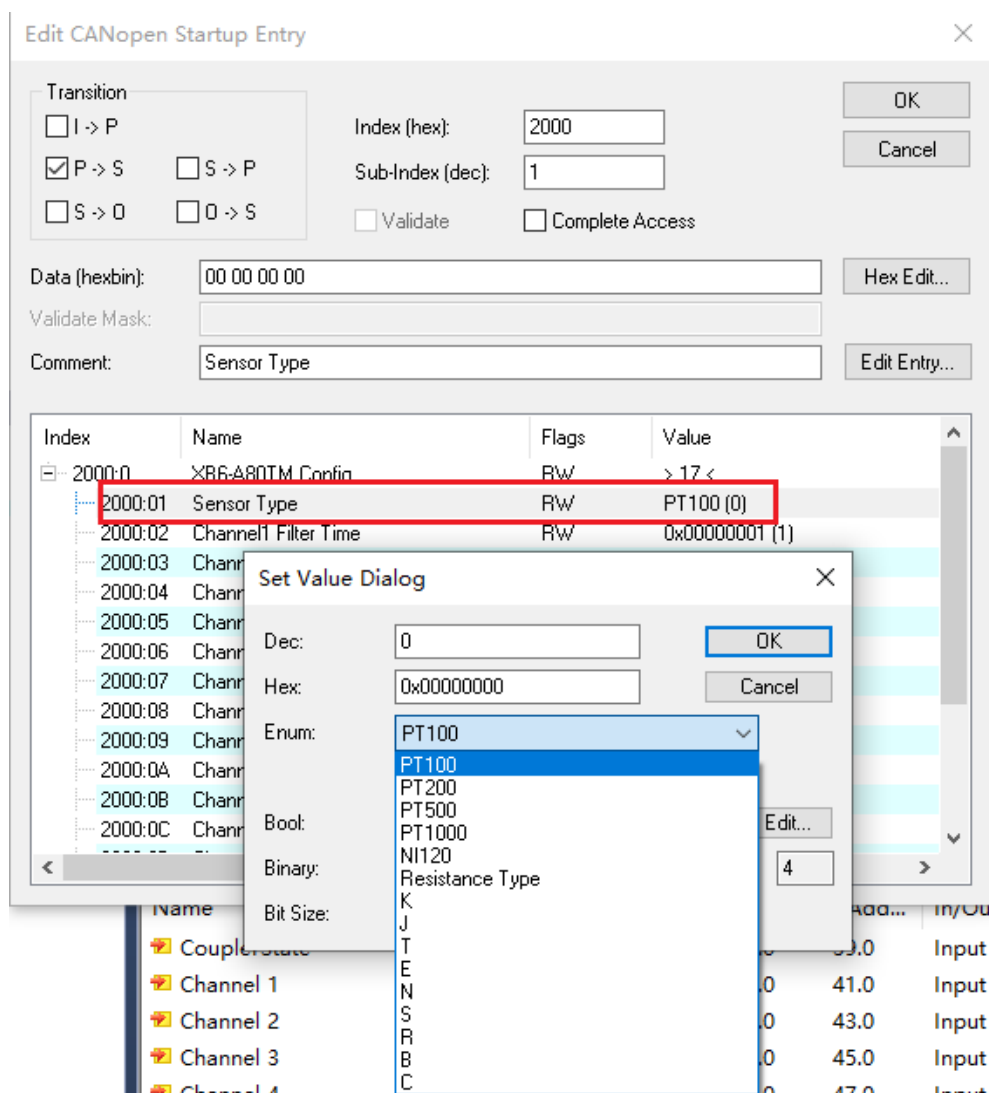 Edit CANopen Startup Entry
Transition
I -> P
P -> S
S -> P
S -> O
O -> S
Index (hex):
2000
OK
Sub-Index (dec):
1
Cancel
Validate
Complete Access
Data (hexbin):
00 00 00 00
Hex Edit...
Validate Mask:
Comment:
Sensor Type
Edit Entry...
Index Name Flags Value
2000:0 XB6-A80TM Config RW > 17 <
2000:01 Sensor Type RW PT100 (0)
2000:02 Channel1 Filter Time RW 0x00000001 (1)
2000:03
2000:04
2000:05
2000:06
2000:07
2000:08
2000:09
2000:0A
2000:0B
2000:0C
Set Value Dialog
Dec:
0
OK
Hex:
0x00000000
Cancel
Enum:
PT100
PT100
PT200
PT500
PT1000
NI120
Resistance Type
K
J
T
E
N
S
R
B
C
Bool:
Edit...
Binary:
4
Bit Size:
Name
CouplerState Input
Channel 1 41.0 Input
Channel 2 43.0 Input
Channel 3 45.0 Input
Channel 4 47.0